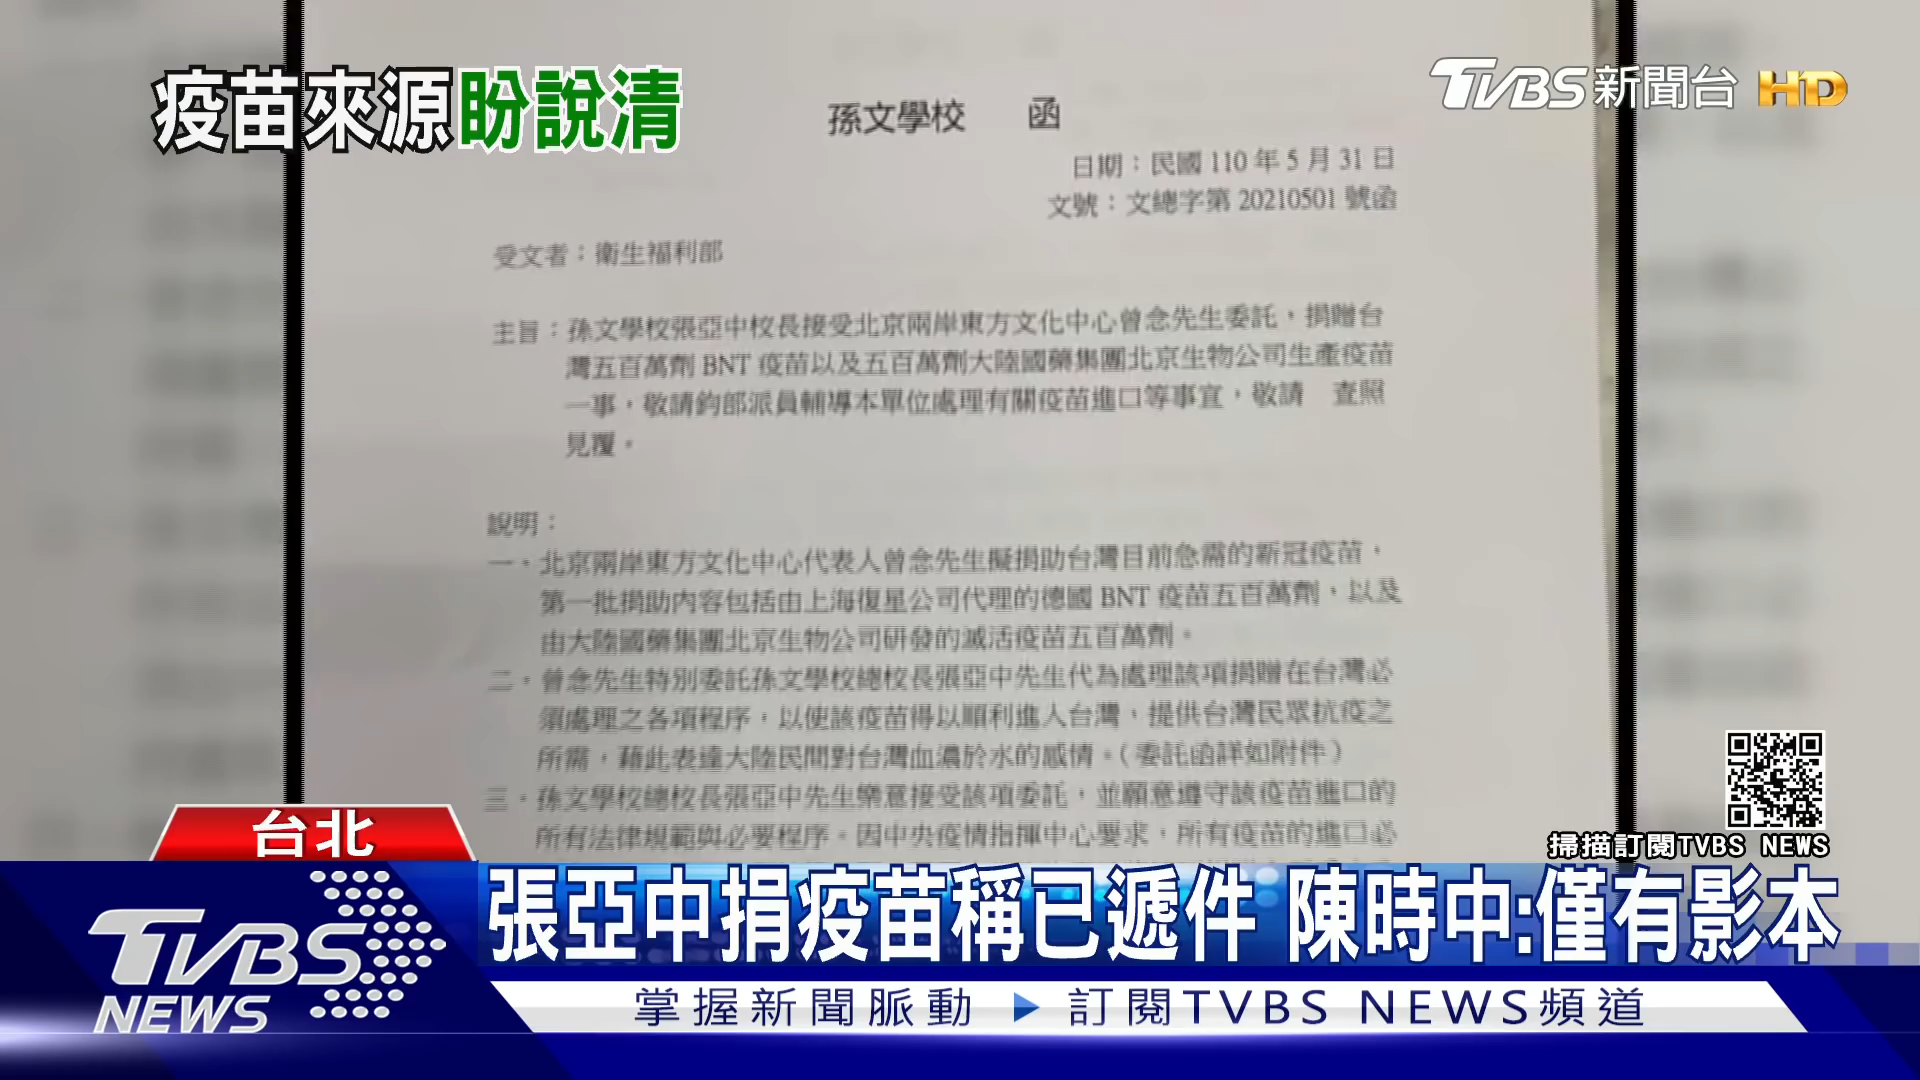 疫苗來源盼說清
TVBS新聞台 HD
孫文學校 函
日期：民國 110 年 5 月 31 日
文號：文總字第 20210501 號函
受文者：衛生福利部
主旨：孫文學校張亞中校長接受北京兩岸東方文化中心曾念先生委託，捐贈台
灣五百萬劑 BNT 疫苗以及五百萬劑大陸國藥集團北京生物公司生產疫苗
一事，敬請鈞部派員輔導本單位處理有關疫苗進口等事宜，敬請 查照
見覆。
說明：
一、北京兩岸東方文化中心代表人曾念先生擬捐助台灣目前急需的新冠疫苗，
第一批捐助內容包括由上海復星公司代理的德國 BNT 疫苗五百萬劑，以及
由大陸國藥集團北京生物公司研發的滅活疫苗五百萬劑。
二、曾念先生特別委託孫文學校總校長張亞中先生代為處理該項捐贈在台灣必
須處理之各項程序，以使該疫苗得以順利進入台灣，提供台灣民眾抗疫之
所需，藉此表達大陸民間對台灣血濃於水的感情。（委託函詳如附件）
三、孫文學校總校長張亞中先生樂意接受該項委託，並願意遵守該疫苗進口的
所有法律規範與必要程序。因中央疫情指揮中心要求，所有疫苗的進口必
掃描訂閱TVBS NEWS
台北
張亞中捐疫苗稱已遞件 陳時中:僅有影本
TVBS NEWS
掌握新聞脈動 ▶ 訂閱TVBS NEWS頻道